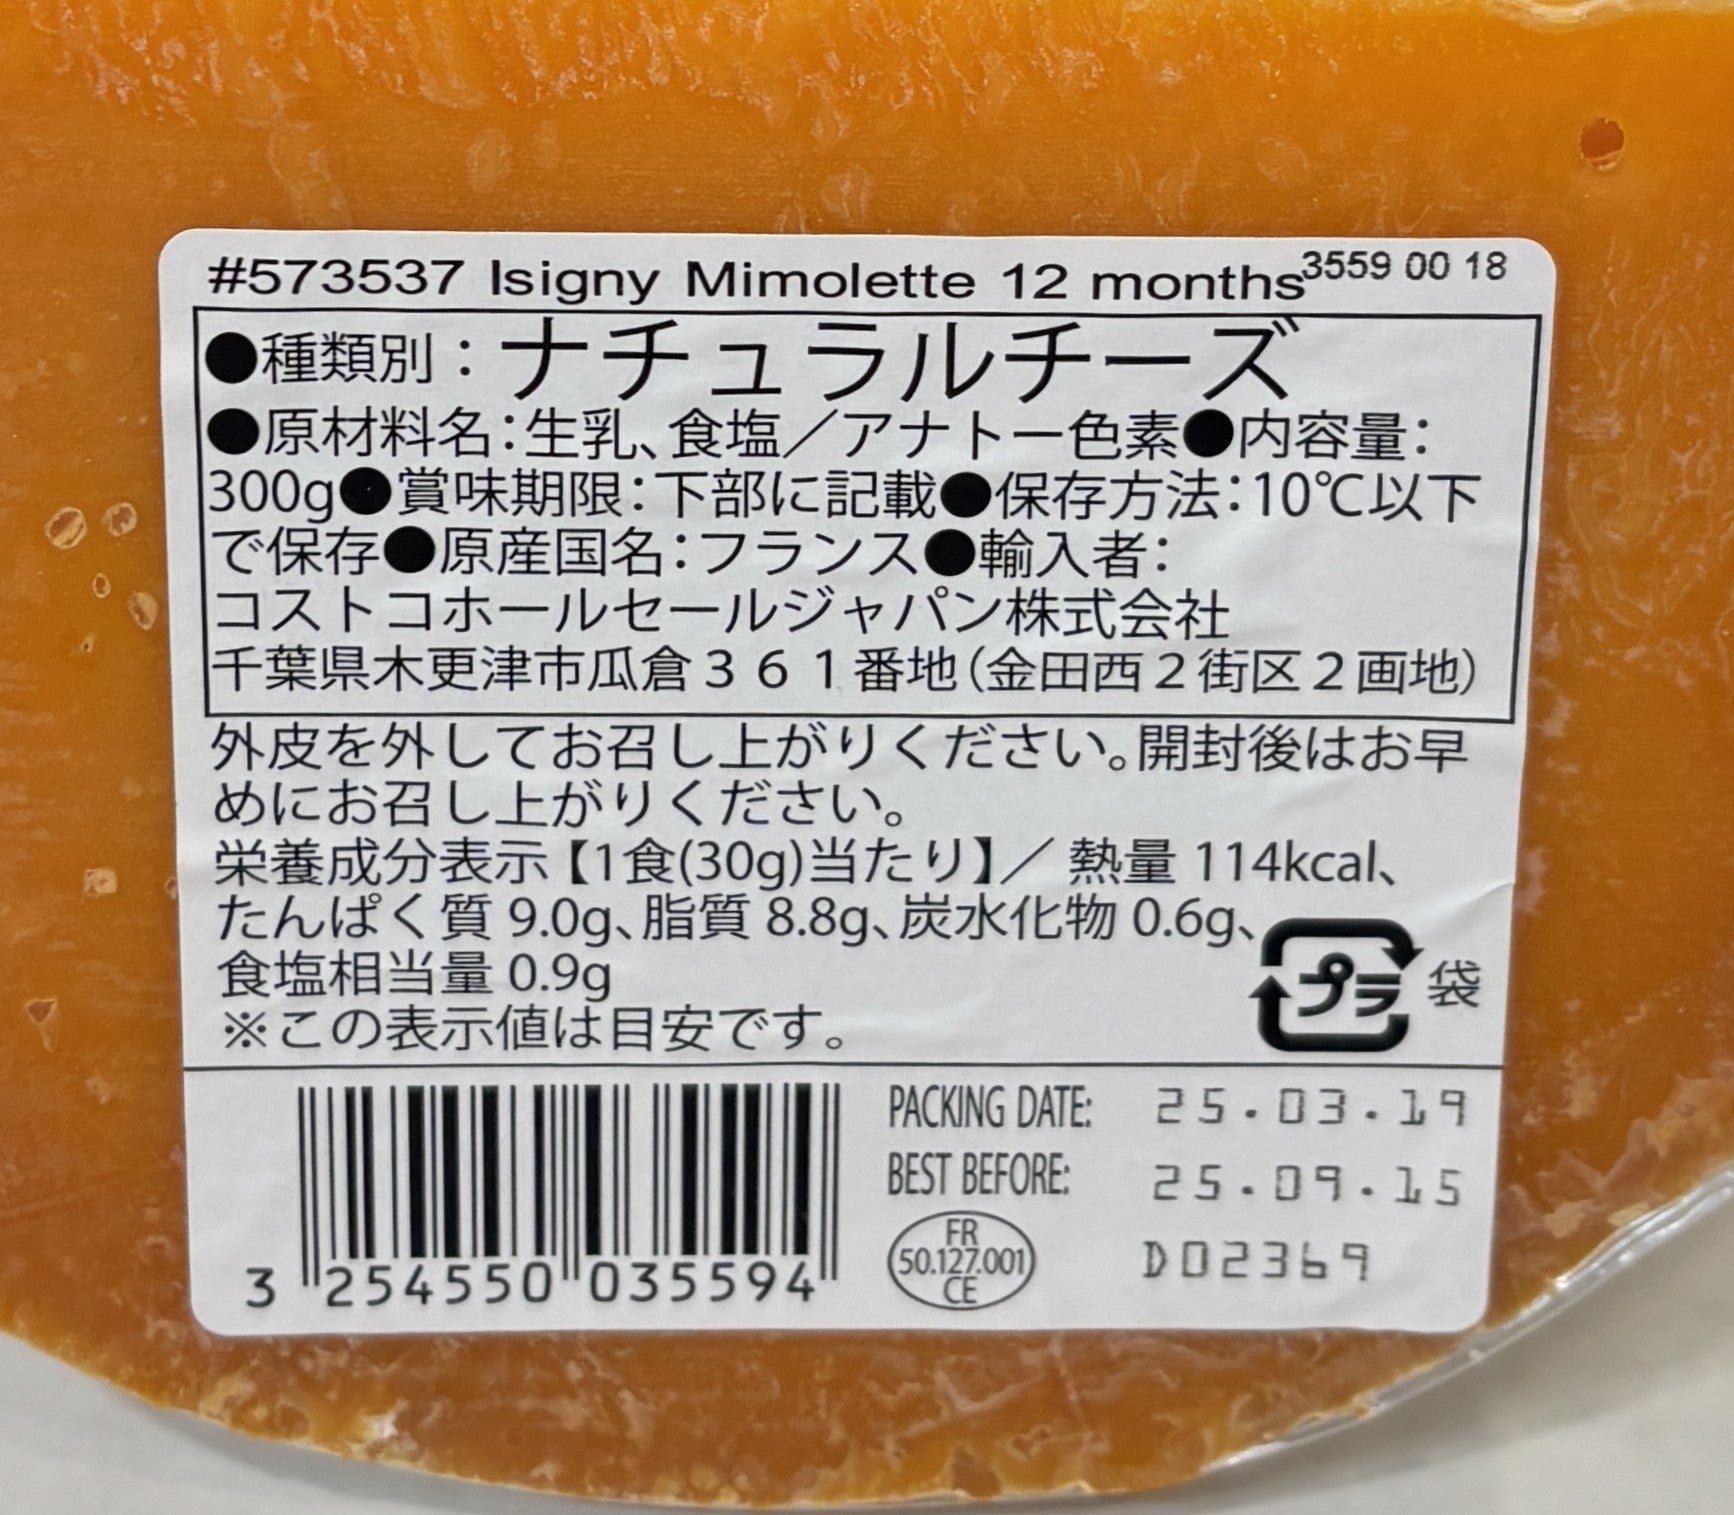 #573537 Isigny Mimolette 12 months 3559 00 18
●種類別：ナチュラルチーズ
●原材料名：生乳、食塩／アナトー色素●内容量：
300g●賞味期限：下部に記載●保存方法：10℃以下
で保存●原産国名：フランス●輸入者：
コストコホールセールジャパン株式会社
千葉県木更津市瓜倉３６１番地（金田西２街区２画地）
外皮を外してお召し上がりください。開封後はお早
めにお召し上がりください。
栄養成分表示【1食(30g)当たり】／ 熱量 114kcal、
たんぱく質 9.0g、脂質 8.8g、炭水化物 0.6g、
食塩相当量 0.9g
プラ 袋
※この表示値は目安です。
PACKING DATE: 25.03.19
BEST BEFORE: 25.09.15
FR
50.127.001
CE
D02369
3 254550 035594